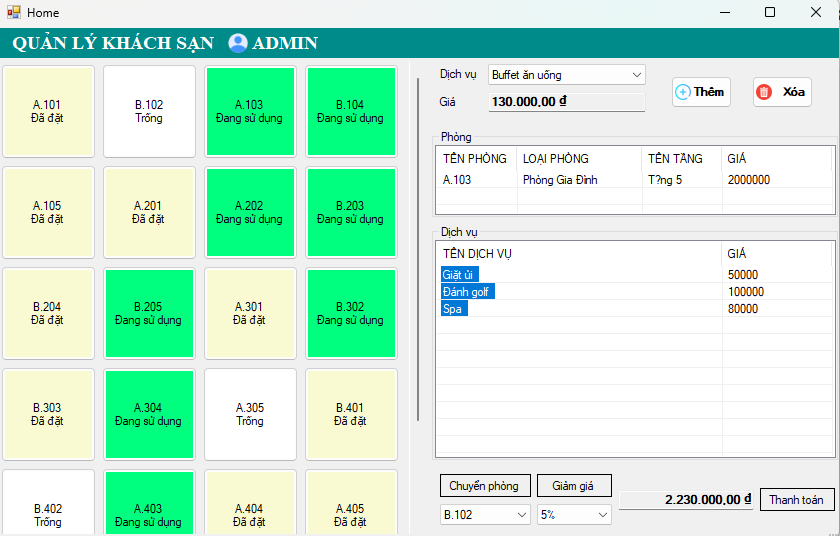 Home
QUẢN LÝ KHÁCH SẠN ADMIN
A.101
Đã đặt
B.102
Trống
A.103
Đang sử dụng
B.104
Đang sử dụng
A.105
Đã đặt
A.201
Đã đặt
A.202
Đang sử dụng
B.203
Đang sử dụng
B.204
Đã đặt
B.205
Đang sử dụng
A.301
Đã đặt
B.302
Đang sử dụng
B.303
Đã đặt
A.304
Đang sử dụng
A.305
Trống
B.401
Đã đặt
B.402
Trống
A.403
Đang sử dụng
A.404
Đã đặt
A.405
Đã đặt
Dịch vụ Buffet ăn uống
Giá 130.000,00 ₫
Thêm
Xóa
Phòng
TÊN PHÒNG LOẠI PHÒNG TÊN TẦNG GIÁ
A.103 Phòng Gia Đình T?ng 5 2000000
Dịch vụ
TÊN DỊCH VỤ GIÁ
Giặt ủi 50000
Đánh golf 100000
Spa 80000
Chuyển phòng Giảm giá
B.102 5%
2.230.000,00 ₫ Thanh toán